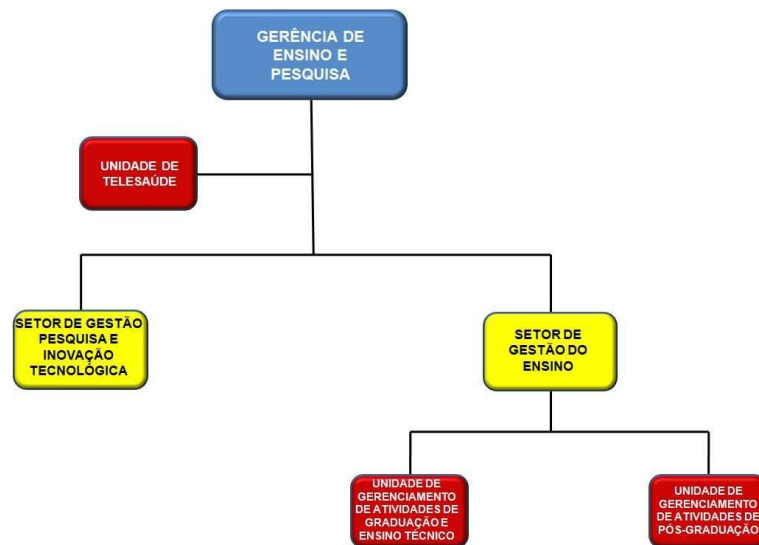 GERÊNCIA DE
ENSINO E
PESQUISA
UNIDADE DE
TELESAÚDE
SETOR DE GESTÃO
PESQUISA E
INOVAÇÃO
TECNOLÓGICA
SETOR DE
GESTÃO DO
ENSINO
UNIDADE DE
GERENCIAMENTO
DE ATIVIDADES DE
GRADUAÇÃO E
ENSINO TÉCNICO
UNIDADE DE
GERENCIAMENTO
DE ATIVIDADES DE
PÓS-GRADUAÇÃO